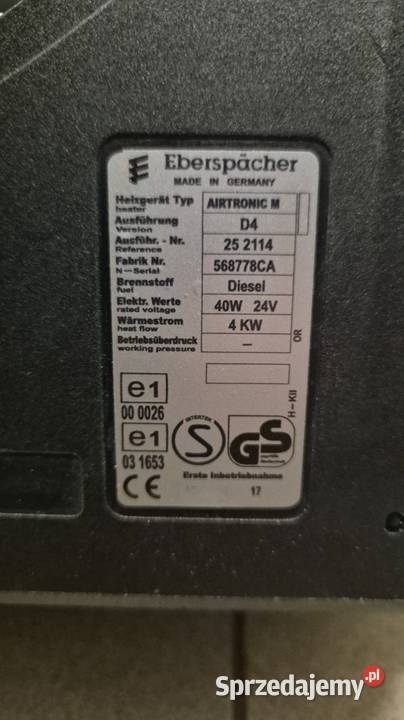 Eberspächer
MADE IN GERMANY
Heizgerät Typ AIRTRONIC M
heater
Ausführung D4
Version
Ausführ. - Nr. 25 2114
Reference
Fabrik Nr. 568778CA
N-Serial
Brennstoff Diesel
fuel
Elektr. Werte 40W 24V
rated voltage
Wärmestrom 4 KW
heat flow
Betriebsüberdruck –
working pressure
OR
H-KII
e1
00 0026
e1
03 1653
INTERTEK
S
GS
CE
Erste Inbetriebnahme
17
Sprzedajemy.pl